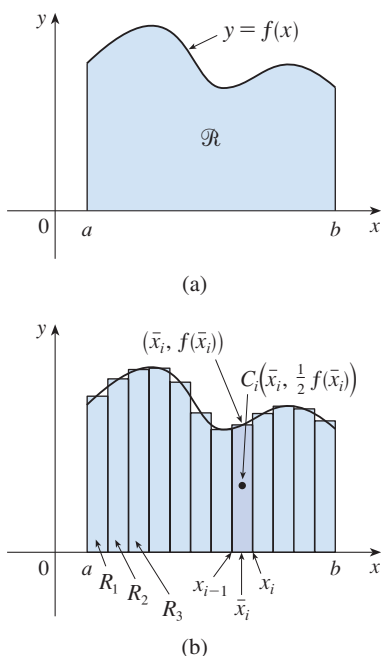 y
y = f(x)
ℛ
0 a b x
(a)
y
(x̄ᵢ, f(x̄ᵢ))
Cᵢ(x̄ᵢ, ½ f(x̄ᵢ))
0 a b x
R₁ R₂ R₃ xᵢ₋₁ x̄ᵢ xᵢ
(b)